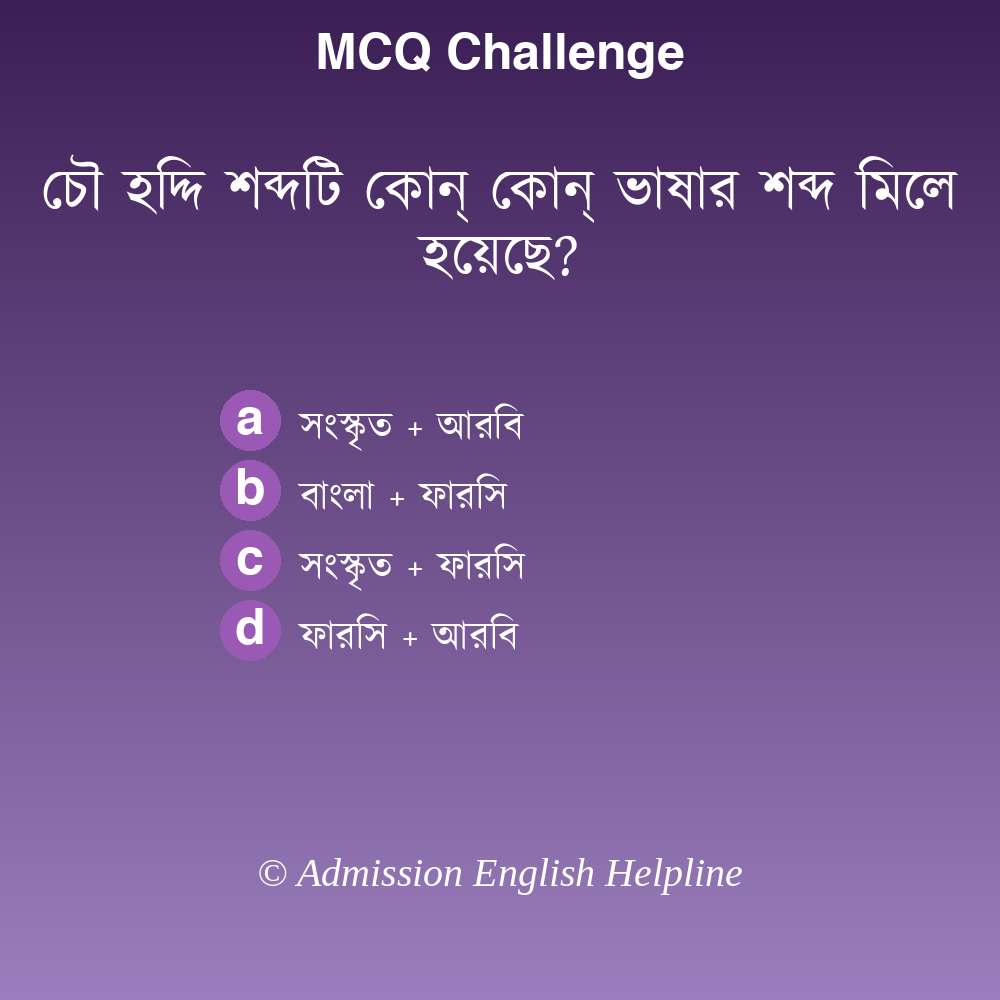 MCQ Challenge
চৌ হদ্দি শব্দটি কোন্ কোন্ ভাষার শব্দ মিলে
হয়েছে?
a সংস্কৃত + আরবি
b বাংলা + ফারসি
c সংস্কৃত + ফারসি
d ফারসি + আরবি
© Admission English Helpline